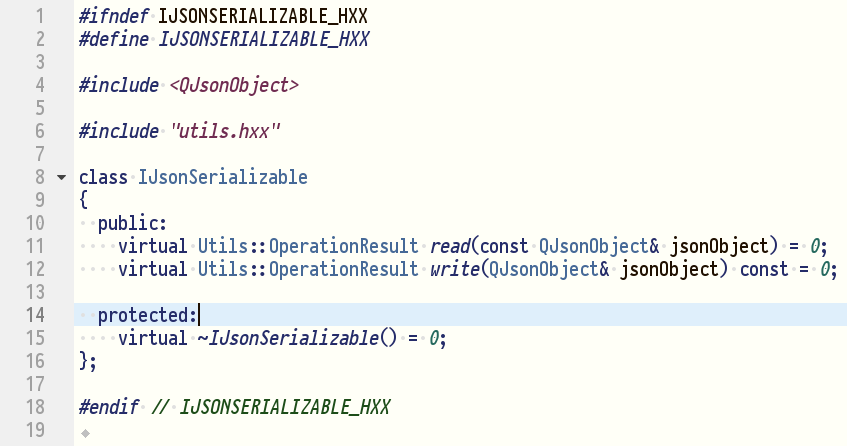 1 #ifndef IJSONSERIALIZABLE_HXX
2 #define IJSONSERIALIZABLE_HXX
3
4 #include <QJsonObject>
5
6 #include "utils.hxx"
7
8 class IJsonSerializable
9 {
10 public:
11 virtual Utils::OperationResult read(const QJsonObject& jsonObject) = 0;
12 virtual Utils::OperationResult write(QJsonObject& jsonObject) const = 0;
13
14 protected:
15 virtual ~IJsonSerializable() = 0;
16 };
17
18 #endif // IJSONSERIALIZABLE_HXX
19